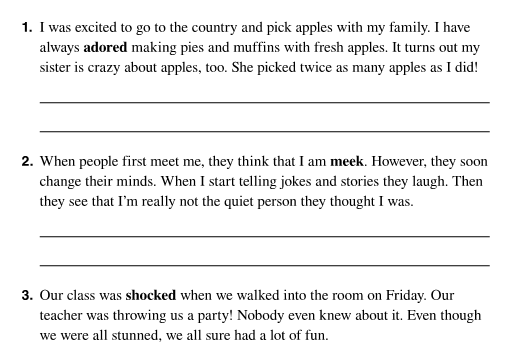 1. I was excited to go to the country and pick apples with my family. I have
always adored making pies and muffins with fresh apples. It turns out my
sister is crazy about apples, too. She picked twice as many apples as I did!
2. When people first meet me, they think that I am meek. However, they soon
change their minds. When I start telling jokes and stories they laugh. Then
they see that I’m really not the quiet person they thought I was.
3. Our class was shocked when we walked into the room on Friday. Our
teacher was throwing us a party! Nobody even knew about it. Even though
we were all stunned, we all sure had a lot of fun.